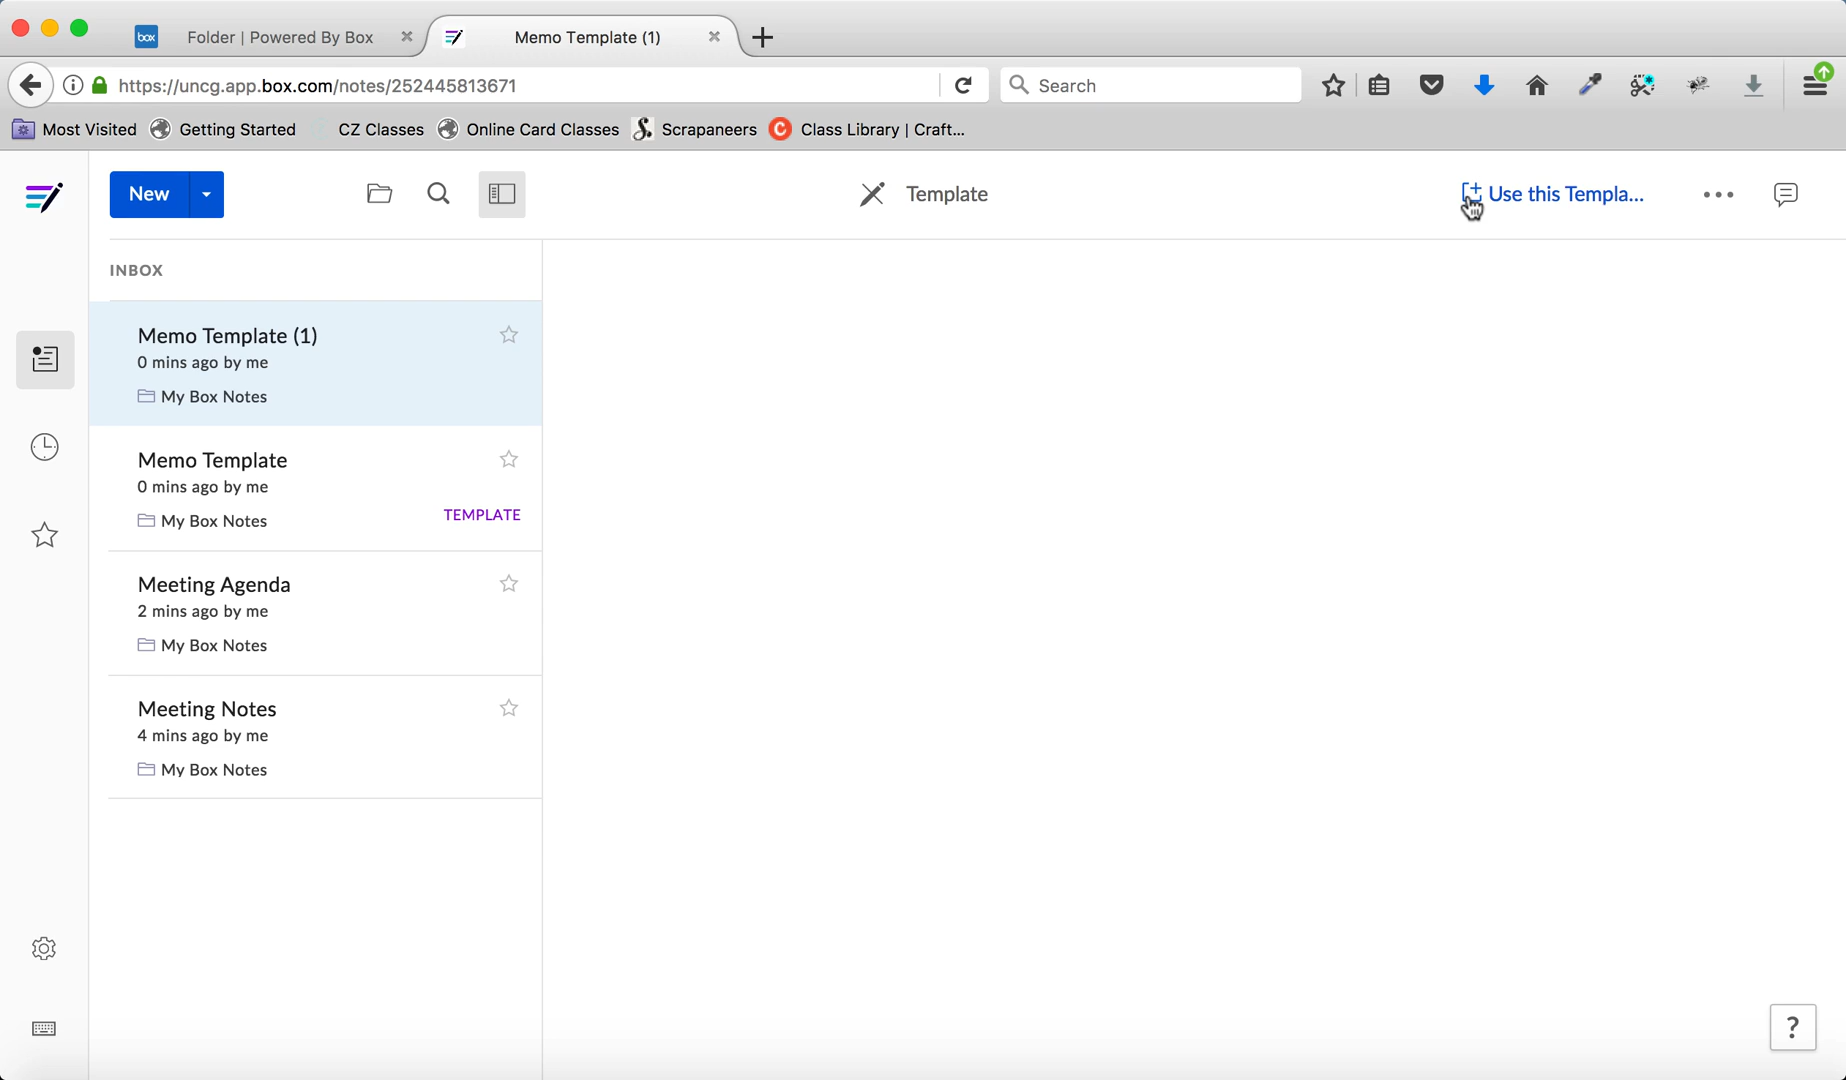 box Folder | Powered By Box
Memo Template (1)
https://uncg.app.box.com/notes/252445813671
Search
Most Visited
Getting Started
CZ Classes
Online Card Classes
Scrapaneers
Class Library | Craft...
New
Template
Use this Templa...
INBOX
Memo Template (1)
0 mins ago by me
My Box Notes
Memo Template
0 mins ago by me
My Box Notes
TEMPLATE
Meeting Agenda
2 mins ago by me
My Box Notes
Meeting Notes
4 mins ago by me
My Box Notes
?